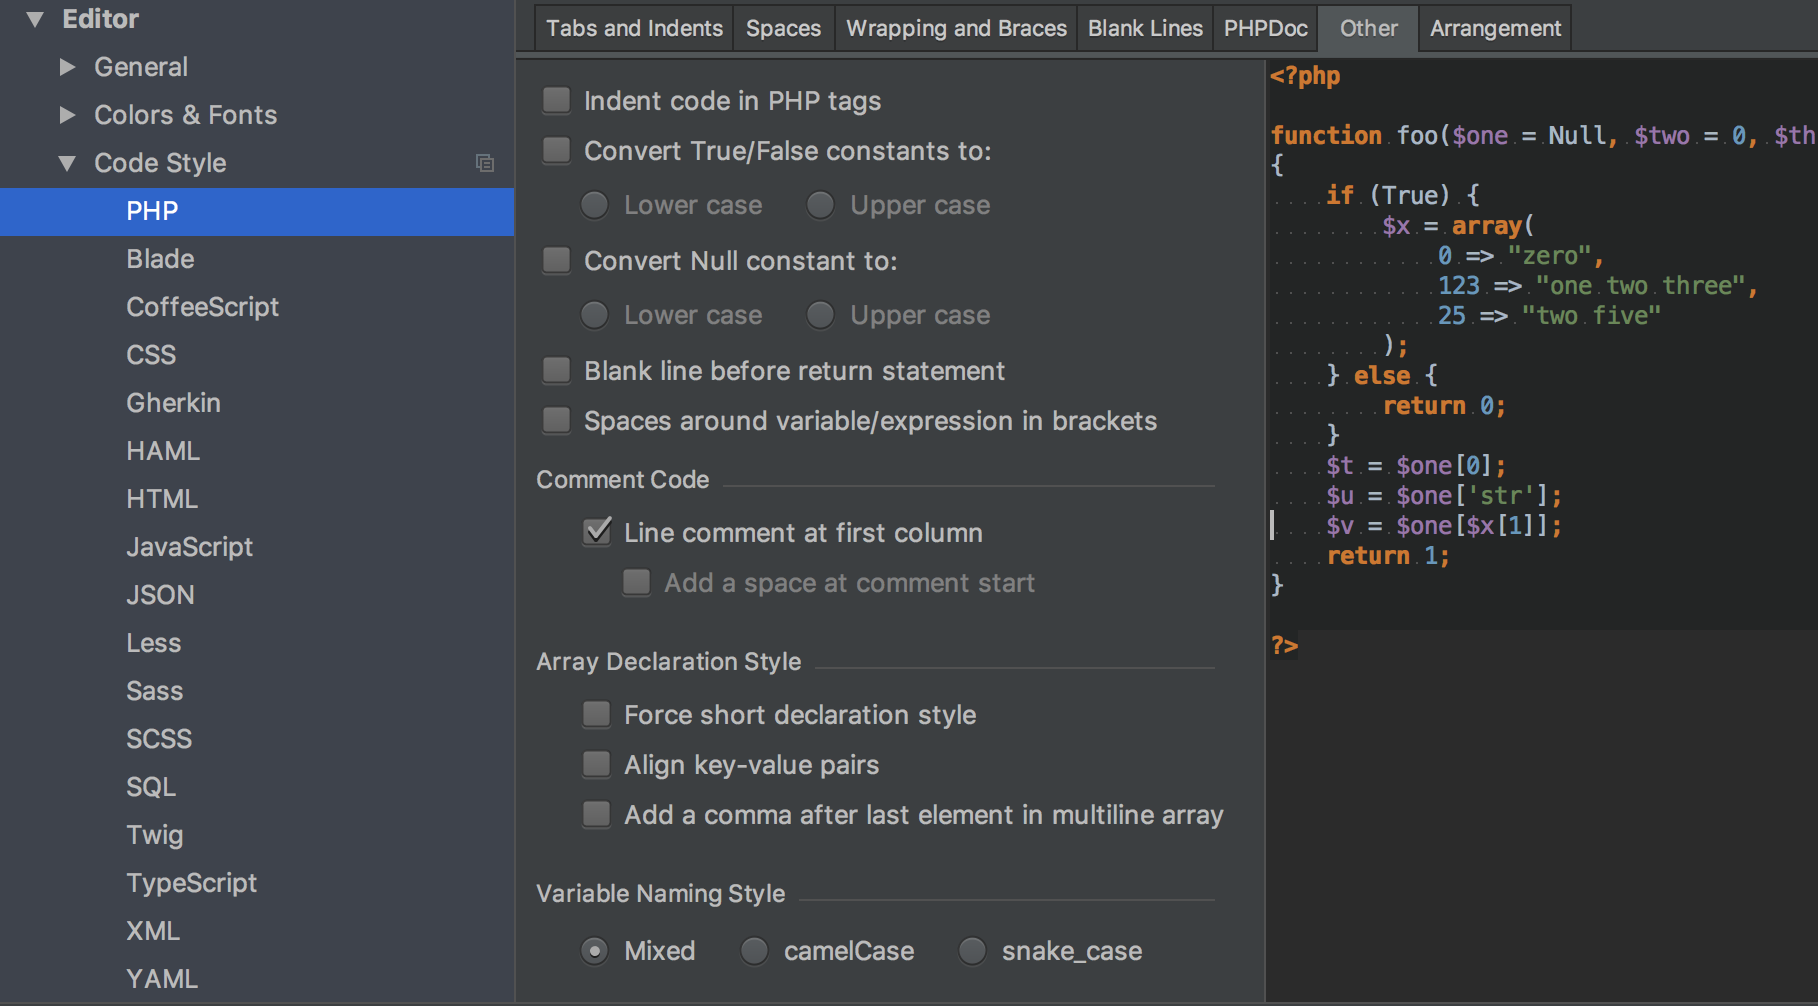 Editor
General
Colors & Fonts
Code Style
PHP
Blade
CoffeeScript
CSS
Gherkin
HAML
HTML
JavaScript
JSON
Less
Sass
SCSS
SQL
Twig
TypeScript
XML
YAML
Tabs and Indents Spaces Wrapping and Braces Blank Lines PHPDoc Other Arrangement
Indent code in PHP tags
Convert True/False constants to:
Lower case Upper case
Convert Null constant to:
Lower case Upper case
Blank line before return statement
Spaces around variable/expression in brackets
Comment Code
Line comment at first column
Add a space at comment start
Array Declaration Style
Force short declaration style
Align key-value pairs
Add a comma after last element in multiline array
Variable Naming Style
Mixed camelCase snake_case
<?php
function foo($one = Null, $two = 0, $th
{
if (True) {
$x = array(
0 => "zero",
123 => "one two three",
25 => "two five"
);
} else {
return 0;
}
$t = $one[0];
$u = $one['str'];
$v = $one[$x[1]];
return 1;
}
?>